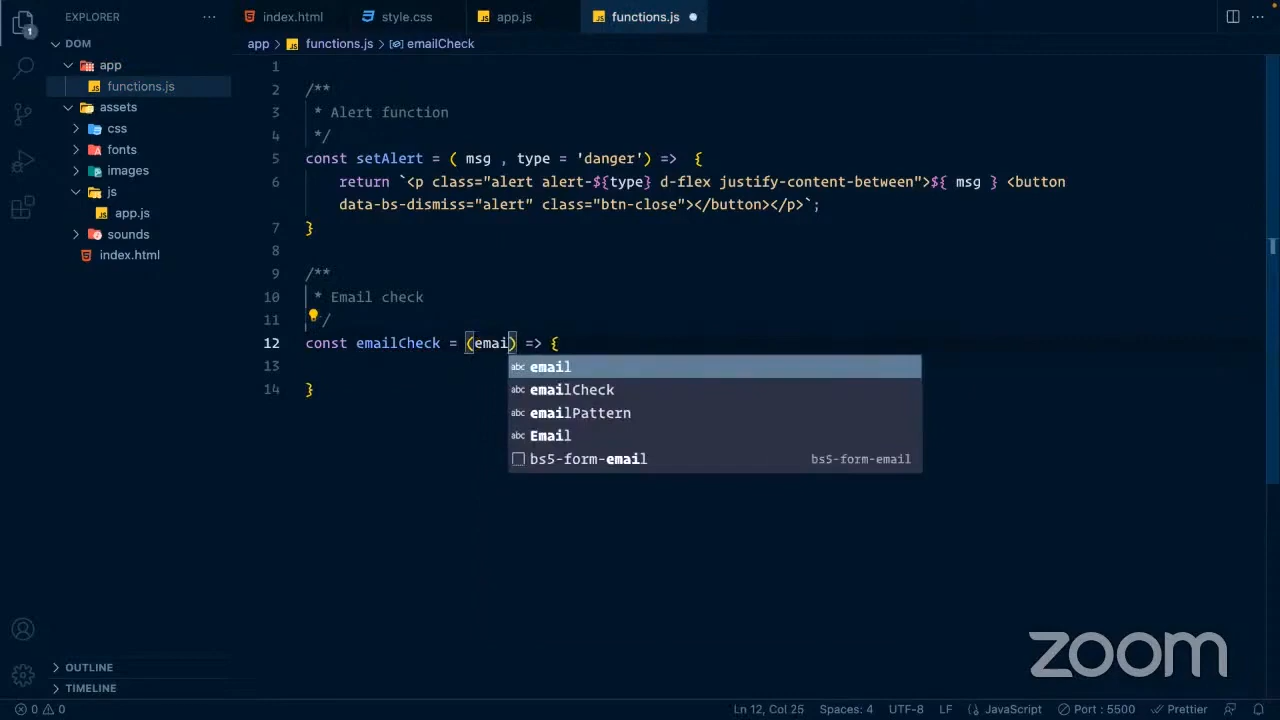 EXPLORER
index.html
style.css
app.js
functions.js
1
DOM
app > functions.js > emailCheck
app
functions.js
assets
css
fonts
images
js
app.js
sounds
index.html
1
2 /**
3 * Alert function
4 */
5 const setAlert = ( msg , type = 'danger') => {
6 return `<p class="alert alert-${type} d-flex justify-content-between">${ msg } <button
data-bs-dismiss="alert" class="btn-close"></button></p>`;
7 }
8
9 /**
10 * Email check
11 /
12 const emailCheck = (emai) => {
13
14 }
abc email
abc emailCheck
abc emailPattern
abc Email
bs5-form-email bs5-form-email
zoom
OUTLINE
TIMELINE
0 0 Ln 12, Col 25 Spaces: 4 UTF-8 LF JavaScript Port : 5500 Prettier